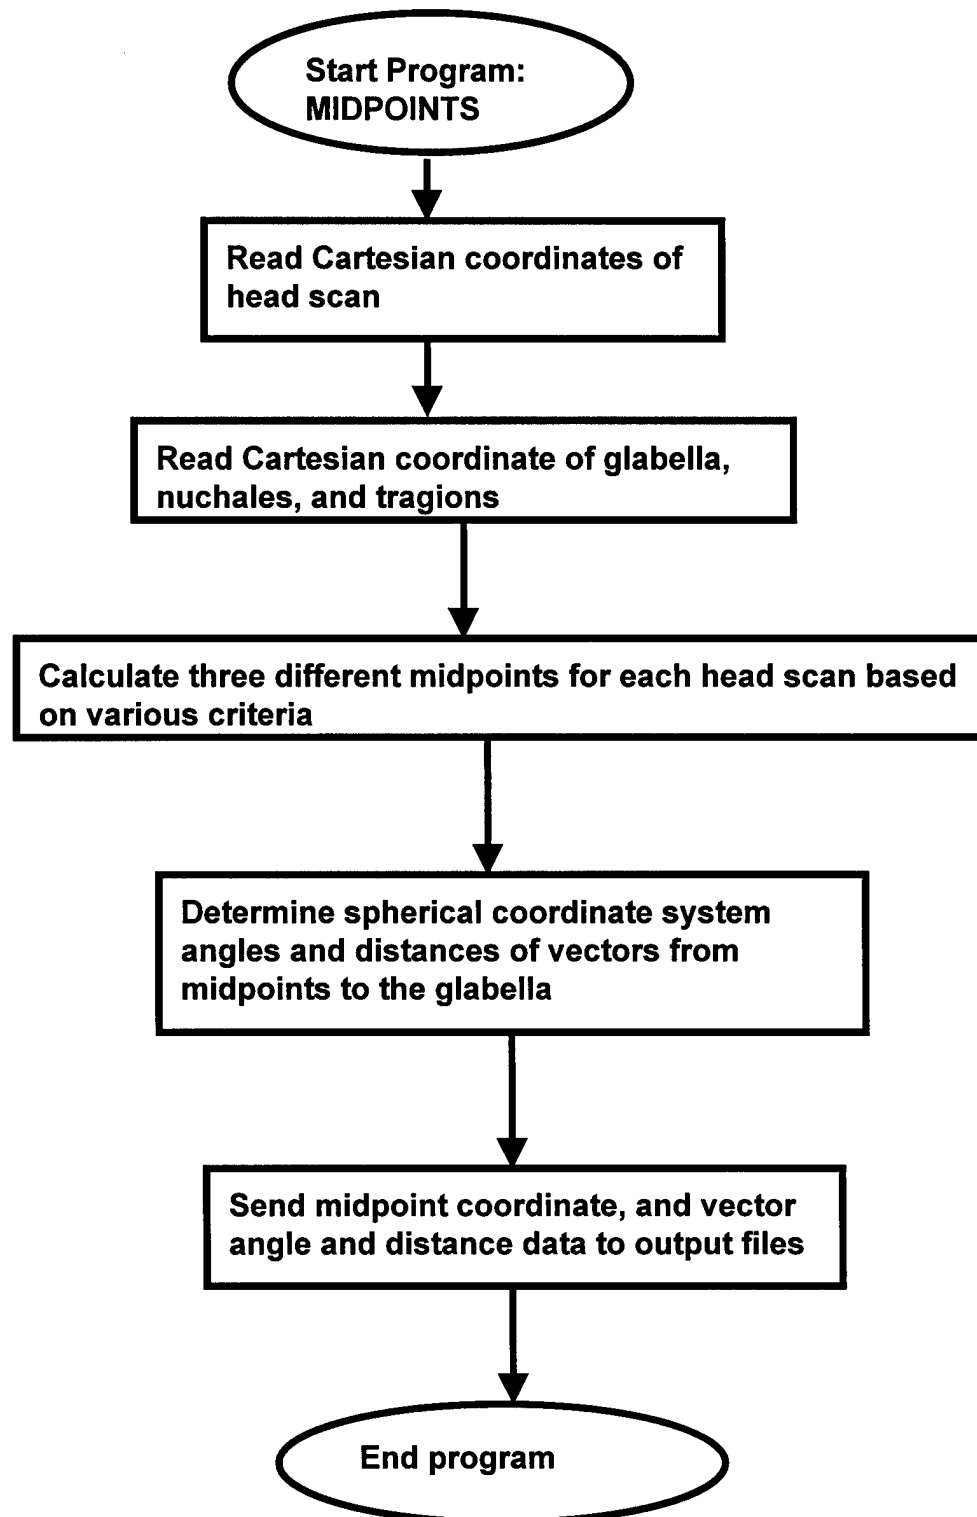 Start Program:
MIDPOINTS
Read Cartesian coordinates of
head scan
Read Cartesian coordinate of glabella,
nuchales, and tragions
Calculate three different midpoints for each head scan based
on various criteria
Determine spherical coordinate system
angles and distances of vectors from
midpoints to the glabella
Send midpoint coordinate, and vector
angle and distance data to output files
End program